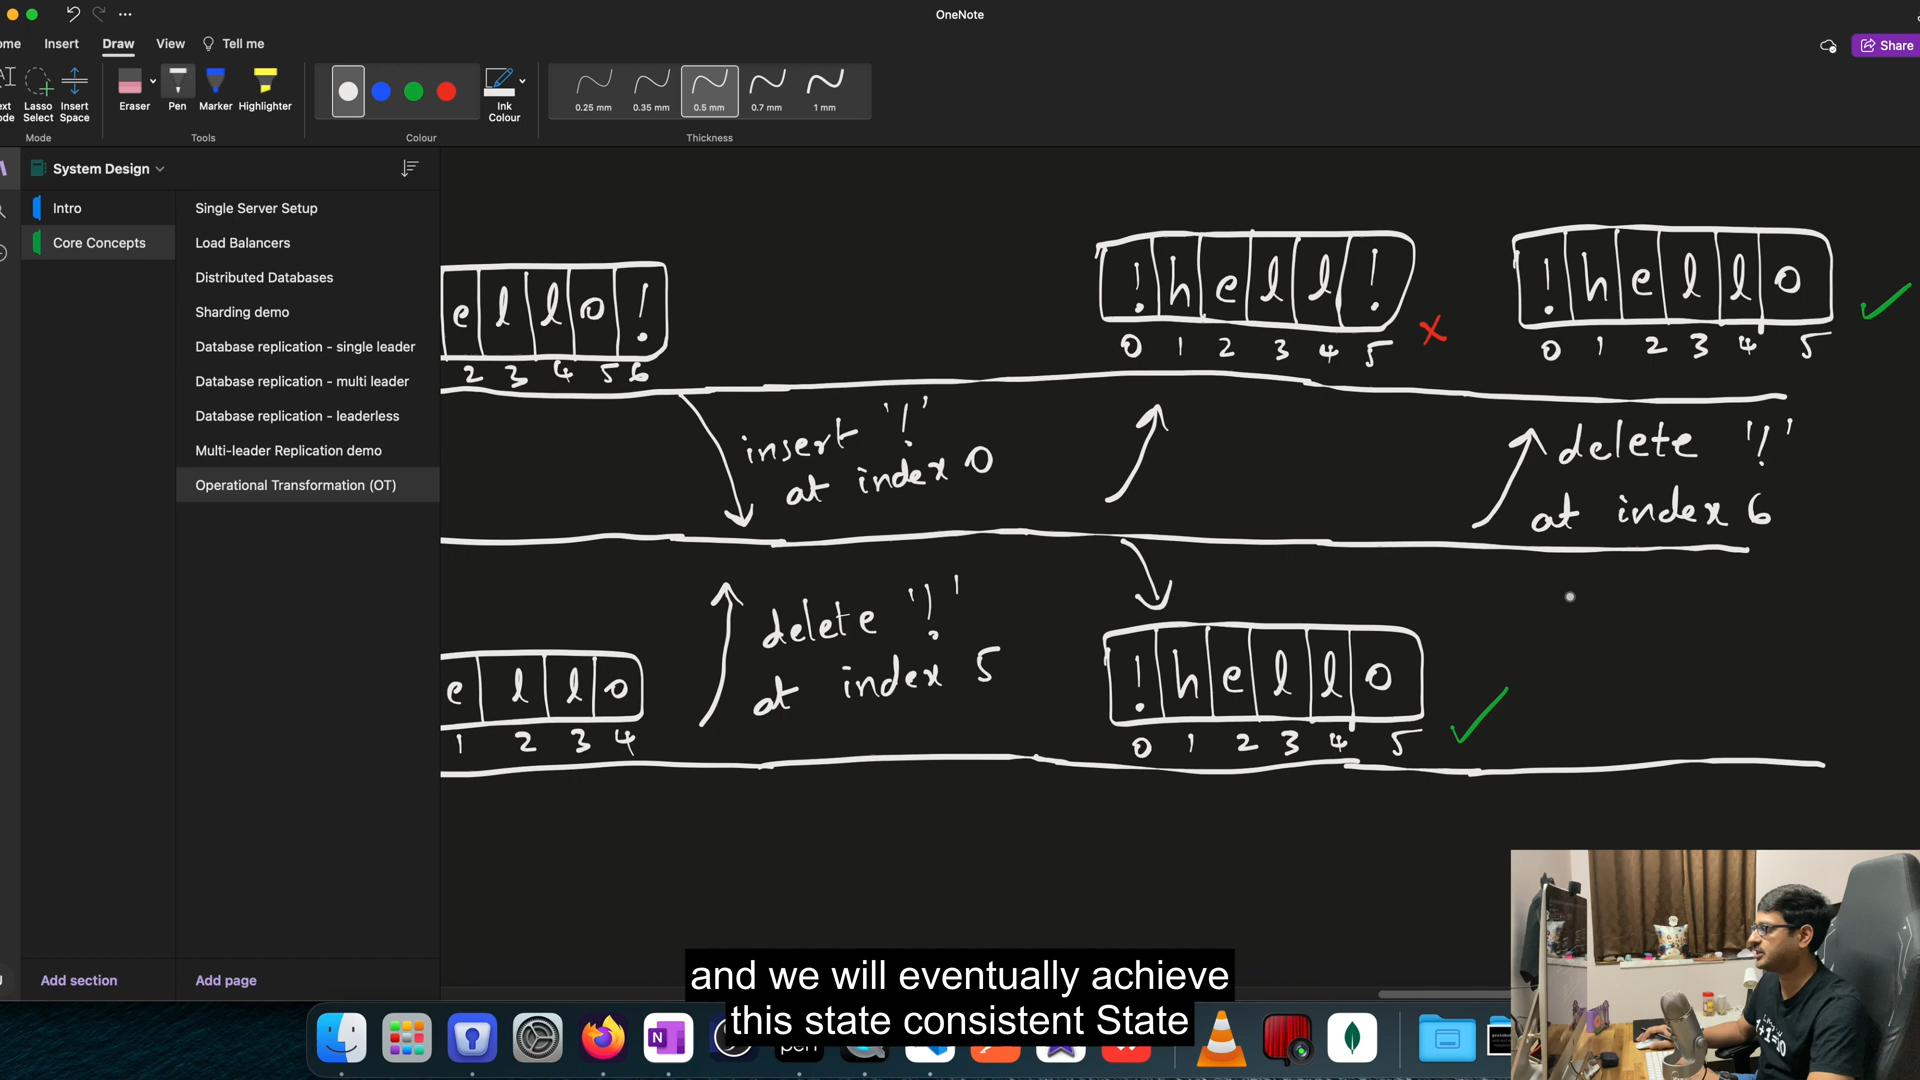 OneNote
ome Insert Draw View Tell me
Share
ext
ode
Lasso
Select
Insert
Space
Eraser
Pen
Marker
Highlighter
Ink
Colour
0.25 mm
0.35 mm
0.5 mm
0.7 mm
1 mm
Mode
Tools
Colour
Thickness
System Design
Intro
Core Concepts
Single Server Setup
Load Balancers
Distributed Databases
Sharding demo
Database replication - single leader
Database replication - multi leader
Database replication - leaderless
Multi-leader Replication demo
Operational Transformation (OT)
Add section
Add page
e l l o !
2 3 4 5 6
! h e l l !
0 1 2 3 4 5
x
! h e l l o
0 1 2 3 4 5
insert '!'
at index 0
delete '!'
at index 6
delete '!'
at index 5
e l l o
1 2 3 4
! h e l l o
0 1 2 3 4 5
and we will eventually achieve
this state consistent State